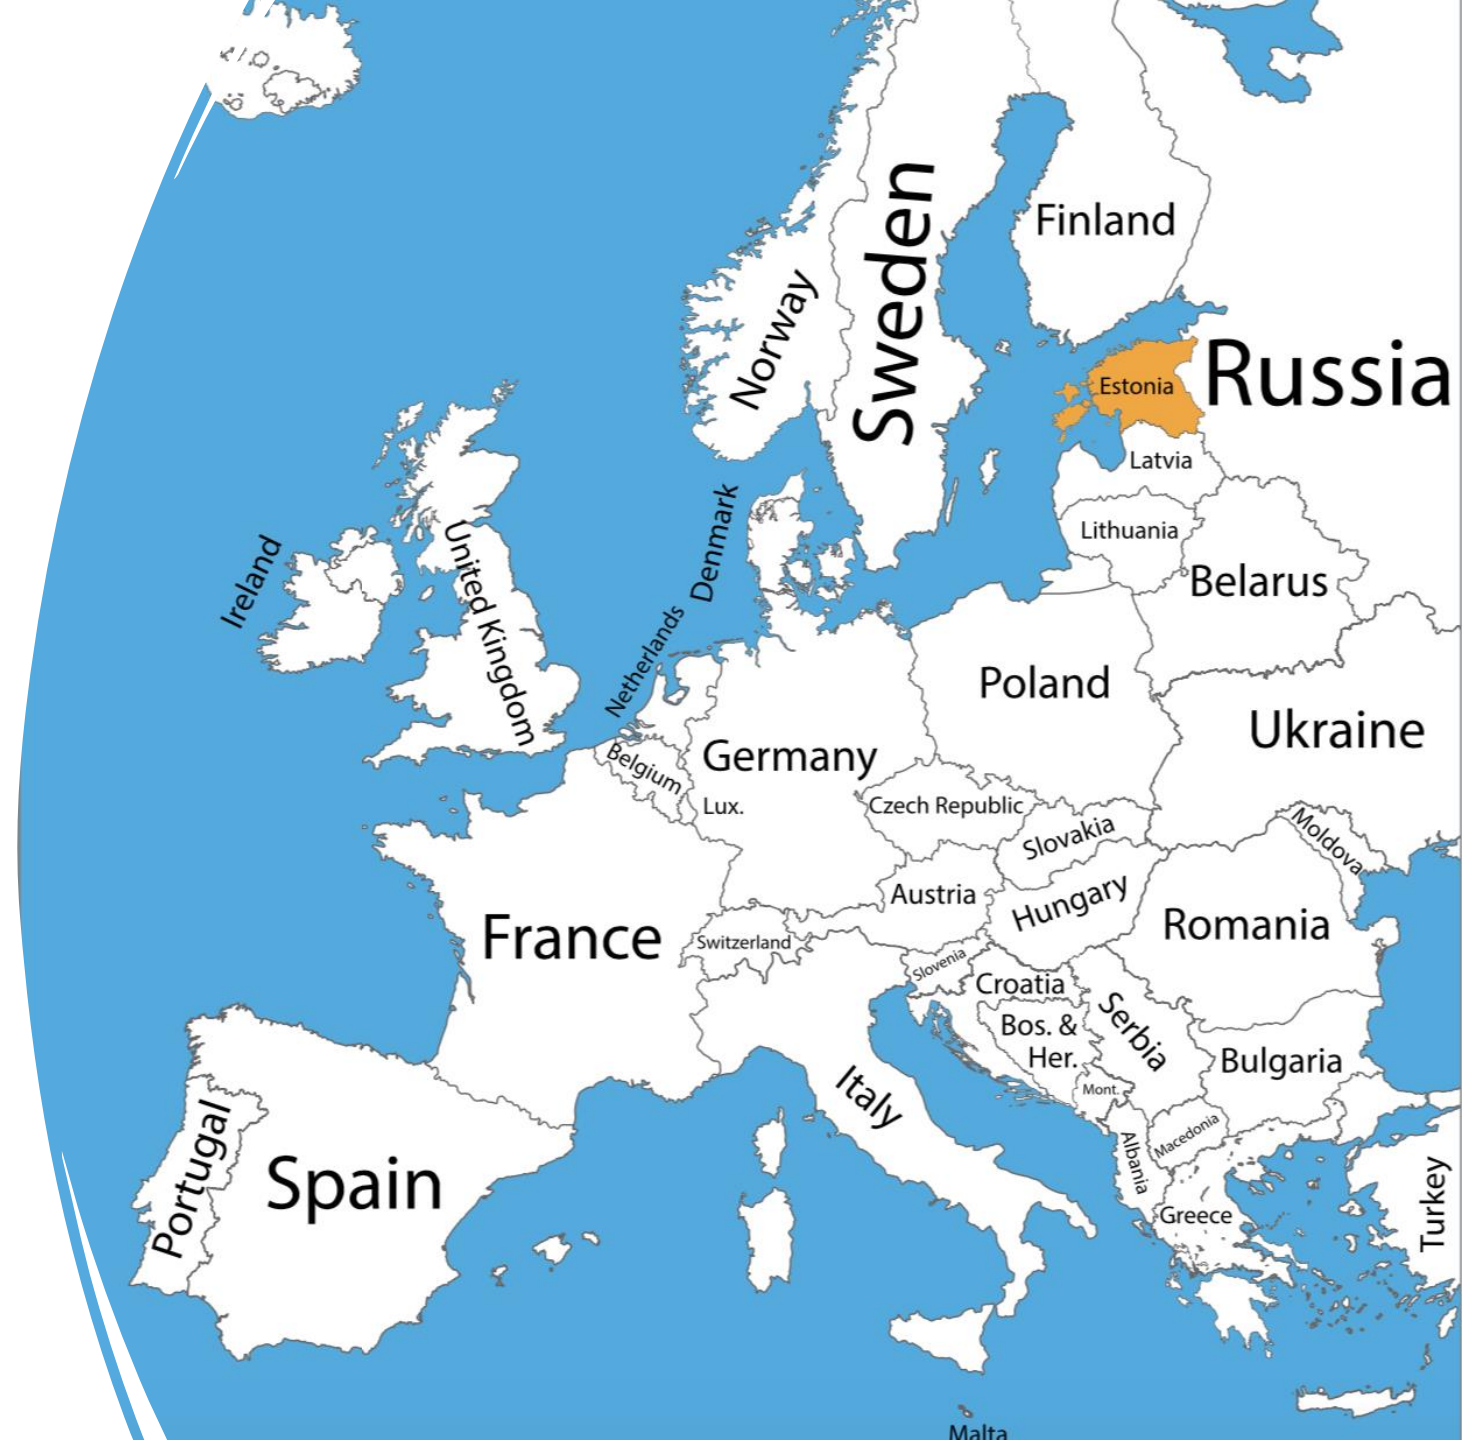 Finland
Sweden
Norway
Russia
Estonia
Latvia
Denmark
Lithuania
Ireland
United Kingdom
Belarus
Netherlands
Poland
Ukraine
Germany
Belgium
Lux.
Czech Republic
Slovakia
Moldova
Austria
Hungary
France
Switzerland
Romania
Slovenia
Croatia
Bos. &
Her.
Serbia
Bulgaria
Italy
Mont.
Macedonia
Albania
Portugal
Spain
Greece
Turkey
Malta